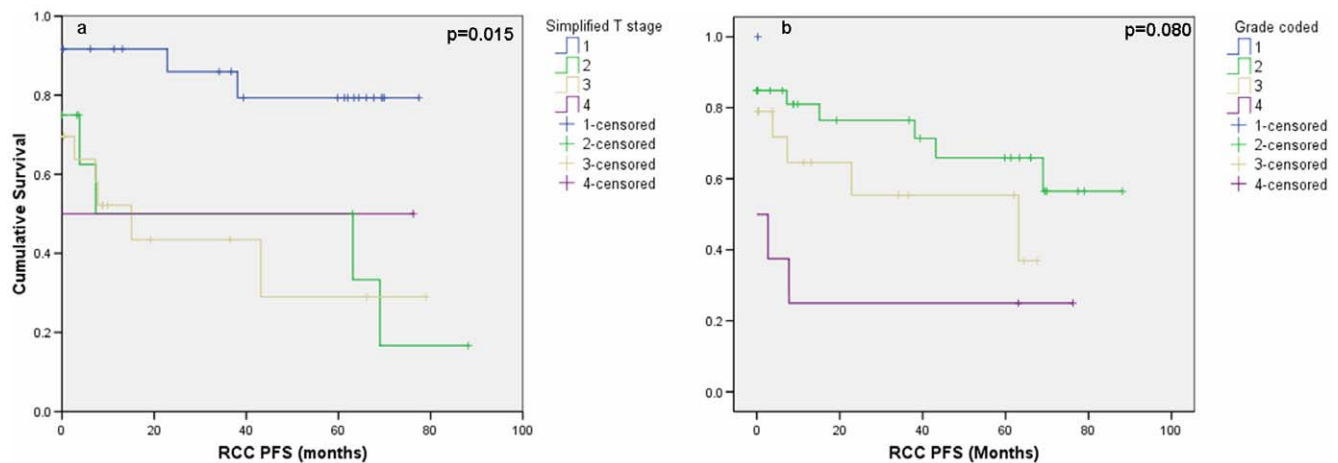 a
p=0.015
Simplified T stage
1
2
3
4
1-censored
2-censored
3-censored
4-censored
Cumulative Survival
1.0
0.8
0.6
0.4
0.2
0.0
0 20 40 60 80 100
RCC PFS (months)
b
p=0.080
Grade coded
1
2
3
4
1-censored
2-censored
3-censored
4-censored
1.0
0.8
0.6
0.4
0.2
0.0
0 20 40 60 80 100
RCC PFS (Months)